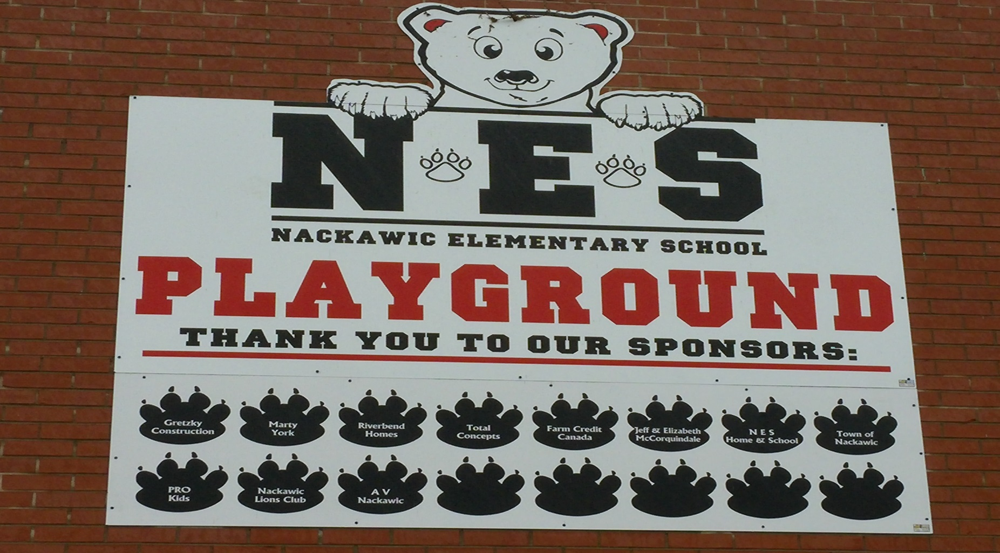 NES
NACKAWIC ELEMENTARY SCHOOL
PLAYGROUND
THANK YOU TO OUR SPONSORS:
Gretzky
Construction
Marty
York
Riverbend
Homes
Total
Concepts
Farm Credit
Canada
Jeff & Elizabeth
McCorquindale
N E S
Home & School
Town of
Nackawic
PRO
Kids
Nackawic
Lions Club
A V
Nackawic